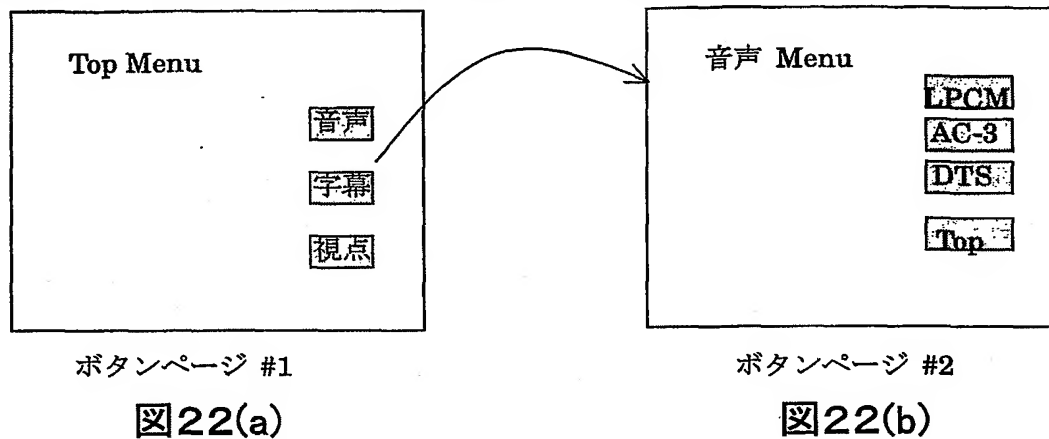 Top Menu
音声
字幕
視点
ボタンページ #1
図22(a)
音声 Menu
LPCM
AC-3
DTS
Top
ボタンページ #2
図22(b)